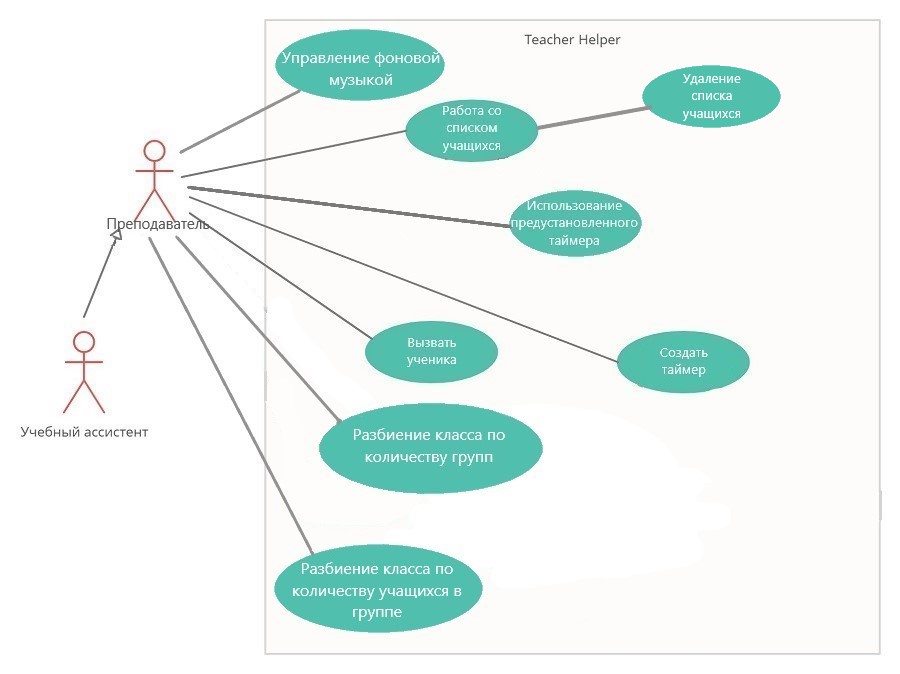 Teacher Helper
Управление фоновой
музыкой
Удаление
списка
учащихся
Работа со
списком
учащихся
Использование
предустановленного
таймера
Преподаватель
Вызвать
ученика
Создать
таймер
Учебный ассистент
Разбиение класса по
количеству групп
Разбиение класса по
количеству учащихся в
группе